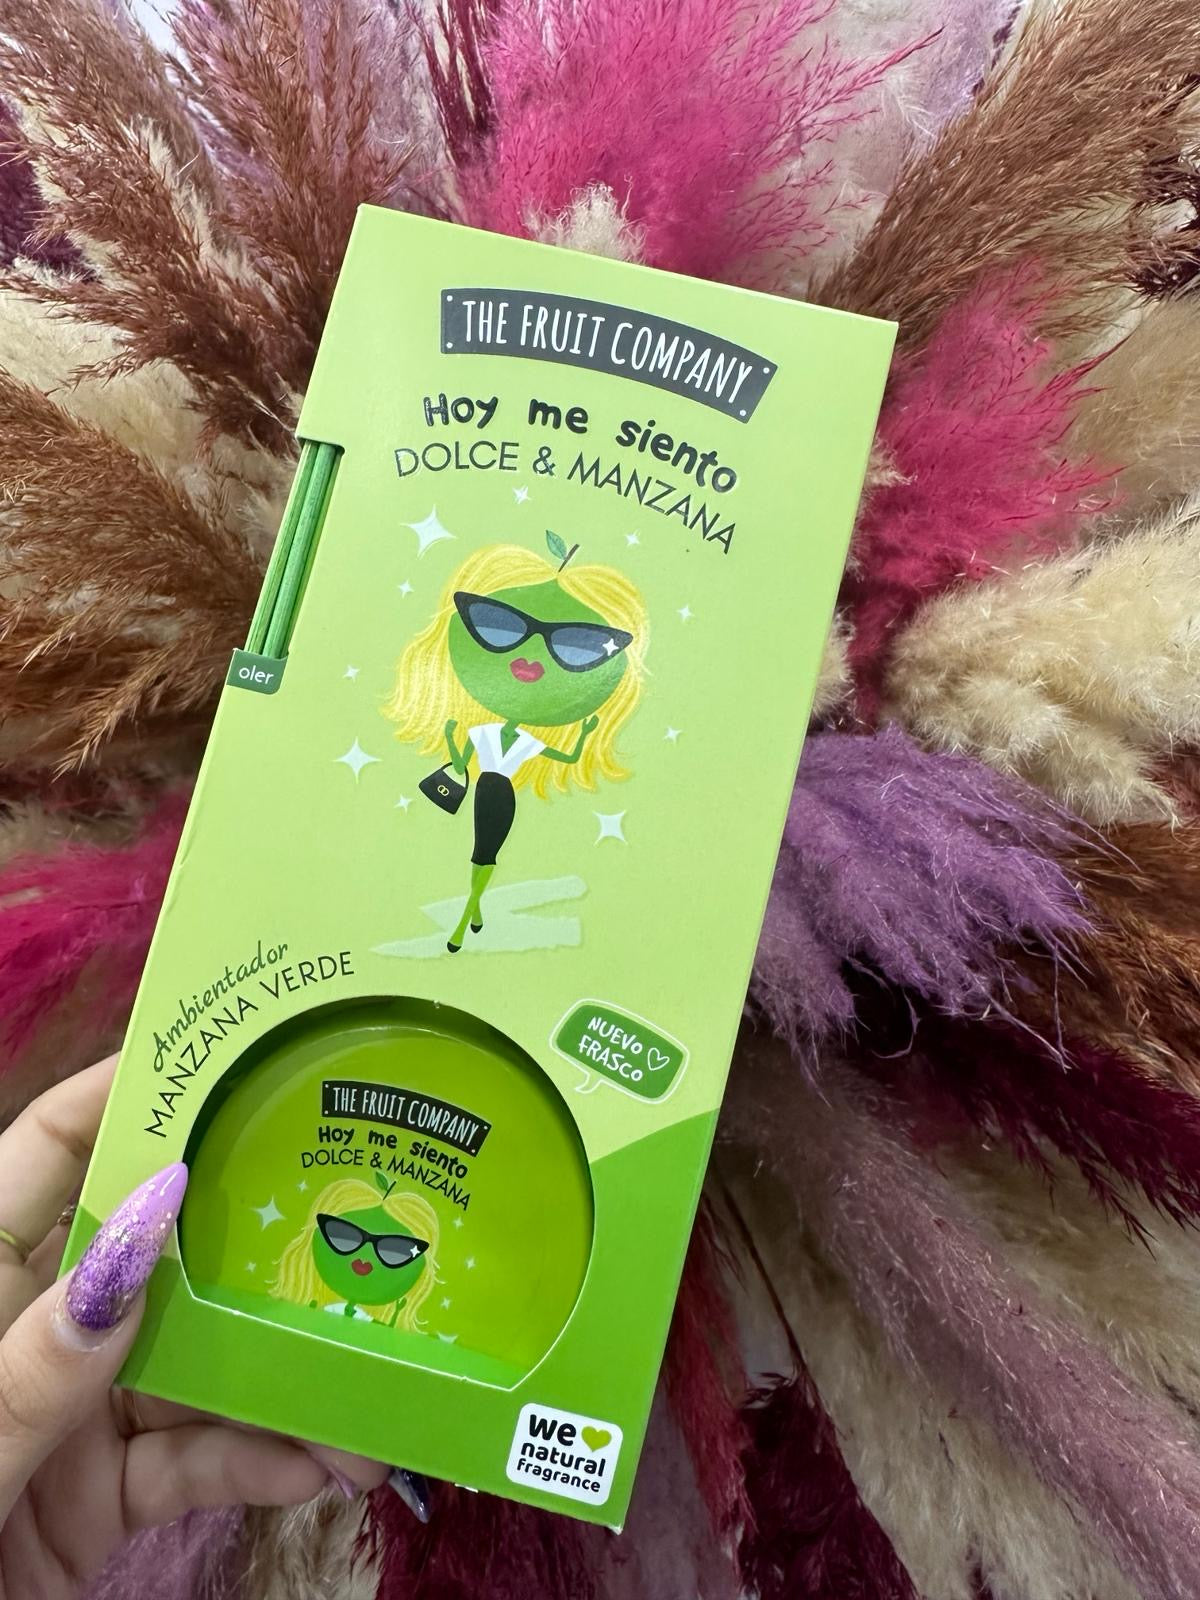 THE FRUIT COMPANY
Hoy me siento
DOLCE & MANZANA
oler
Ambientador
MANZANA VERDE
NUEVO
FRASCO
THE FRUIT COMPANY
Hoy me siento
DOLCE & MANZANA
we
natural
fragrance